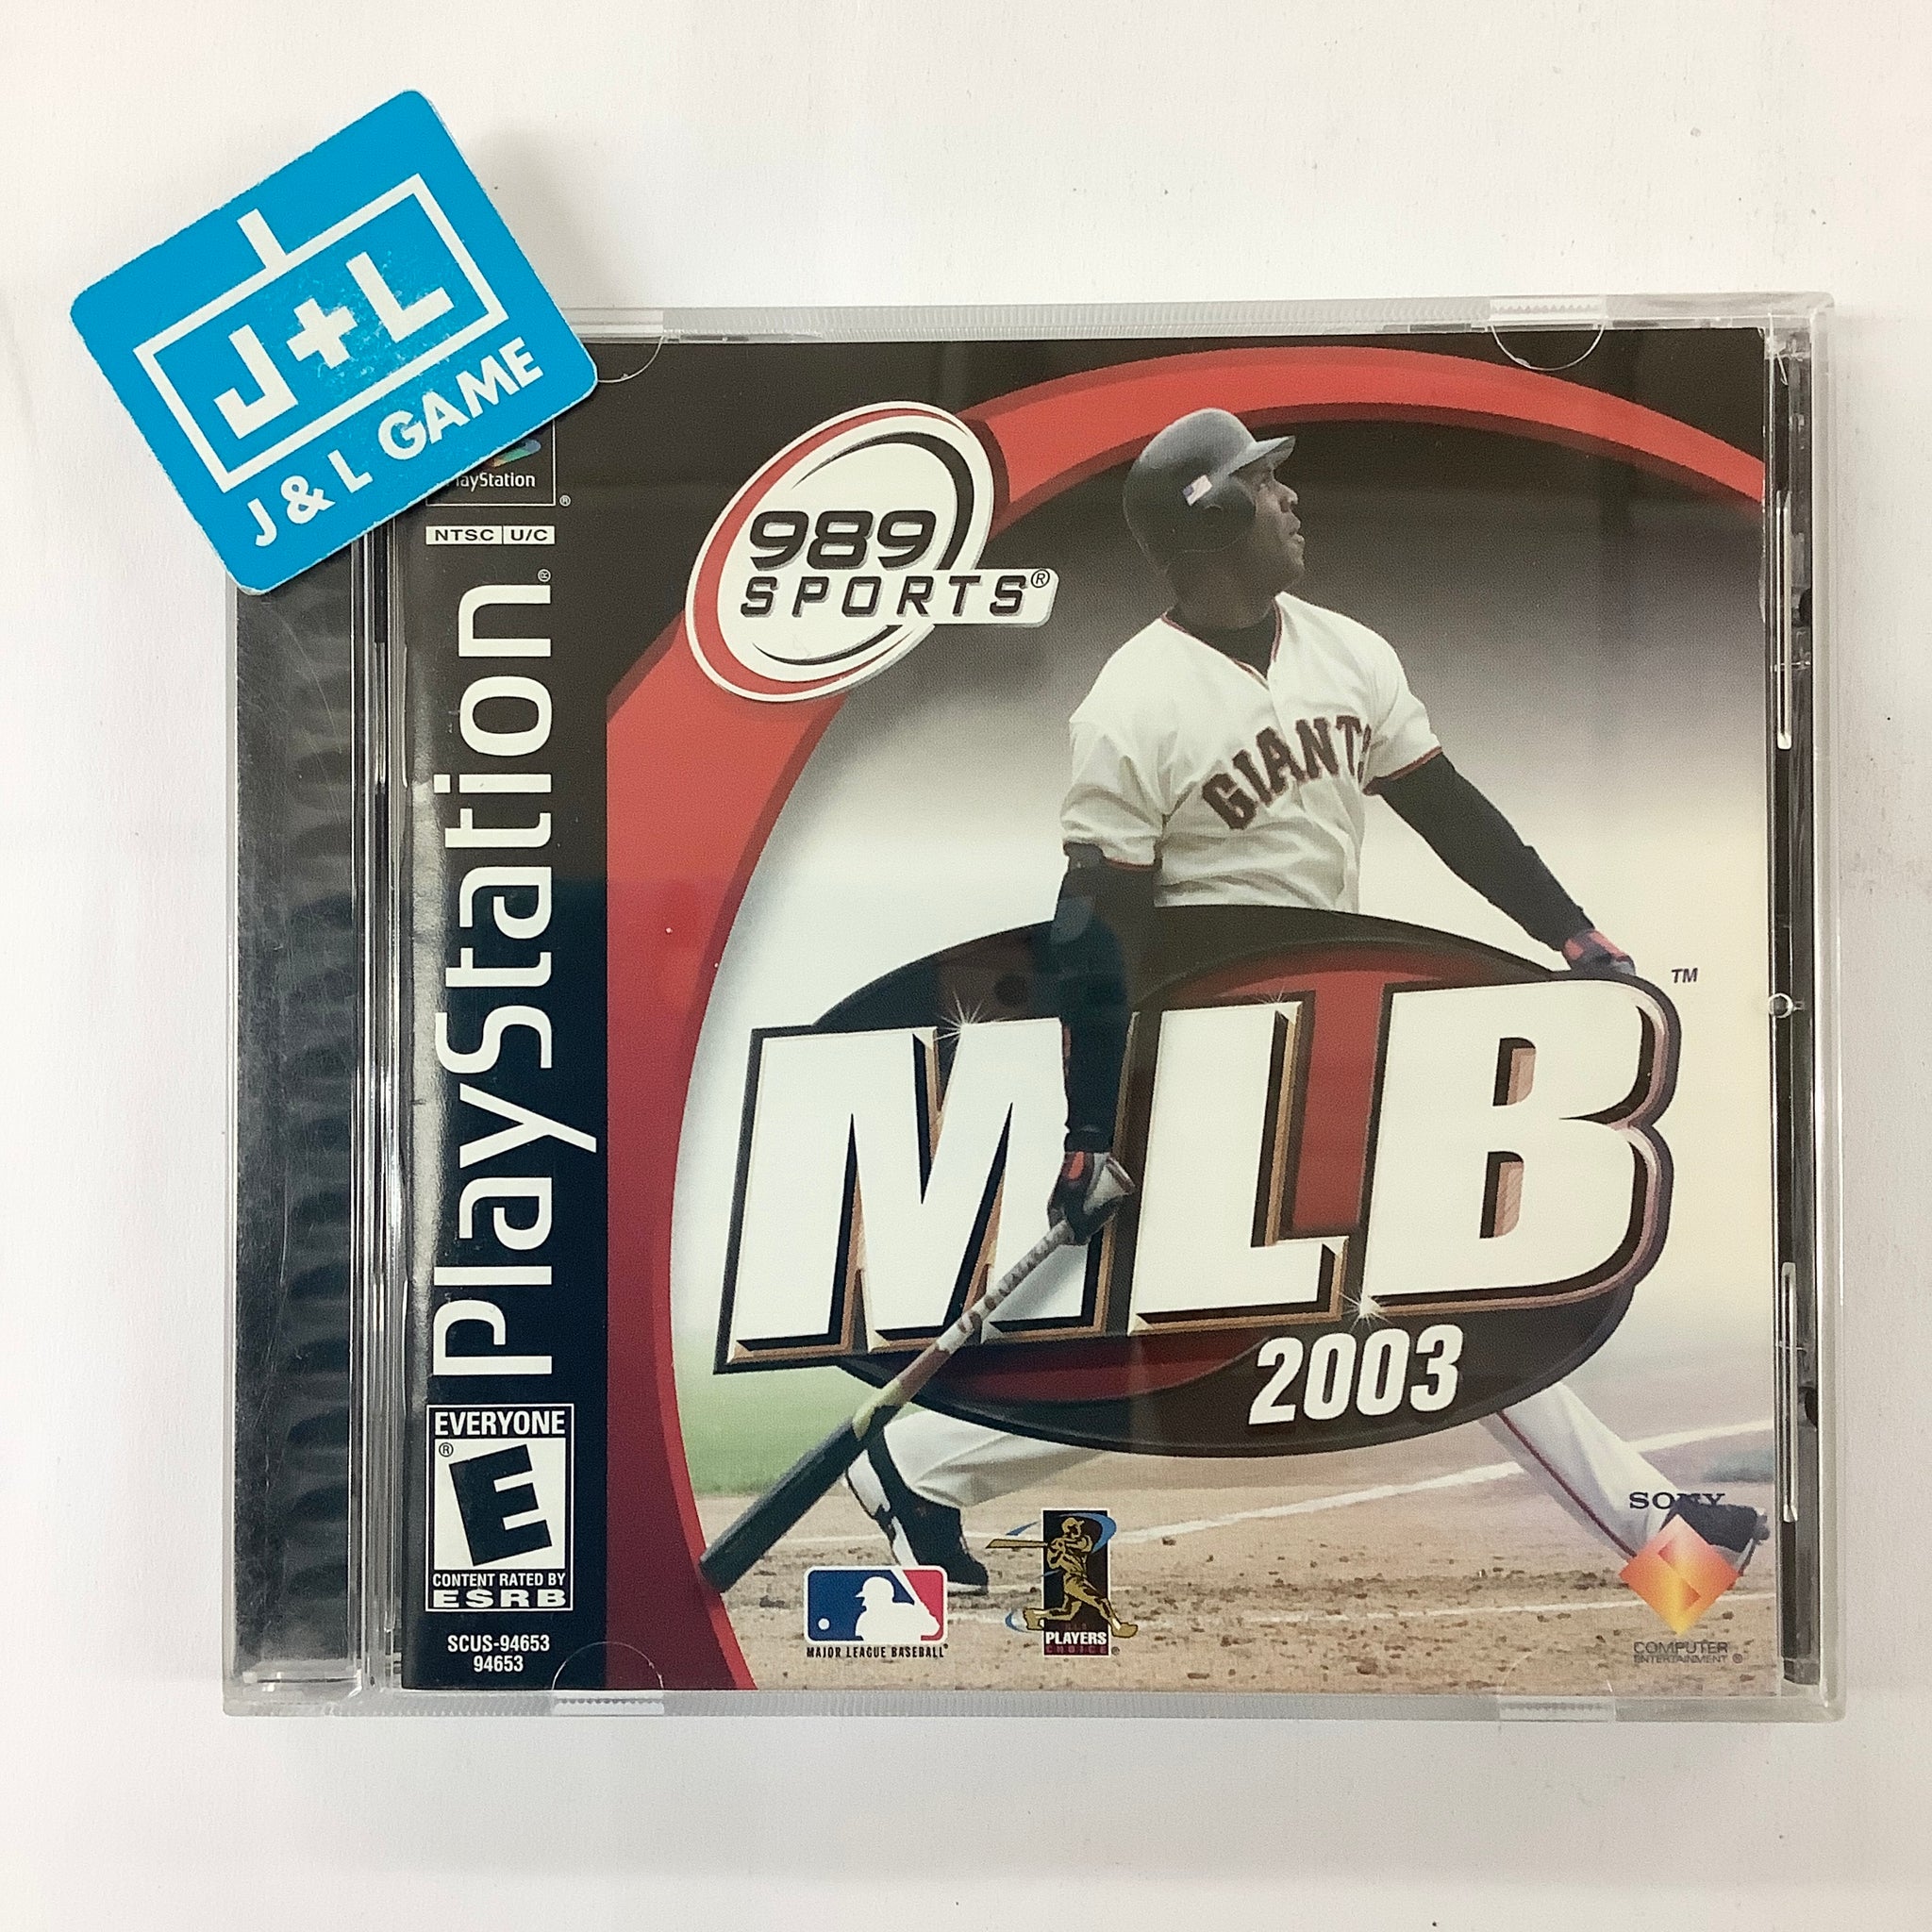 J+L
J & L GAME
PlayStation
®
NTSC U/C
PlayStation
®
989
SPORTS®
GIANTS
MLB
™
2003
EVERYONE
E
®
CONTENT RATED BY
ESRB
SCUS-94653
94653
MAJOR LEAGUE BASEBALL
PLAYERS
CHOICE®
SONY
COMPUTER
ENTERTAINMENT®